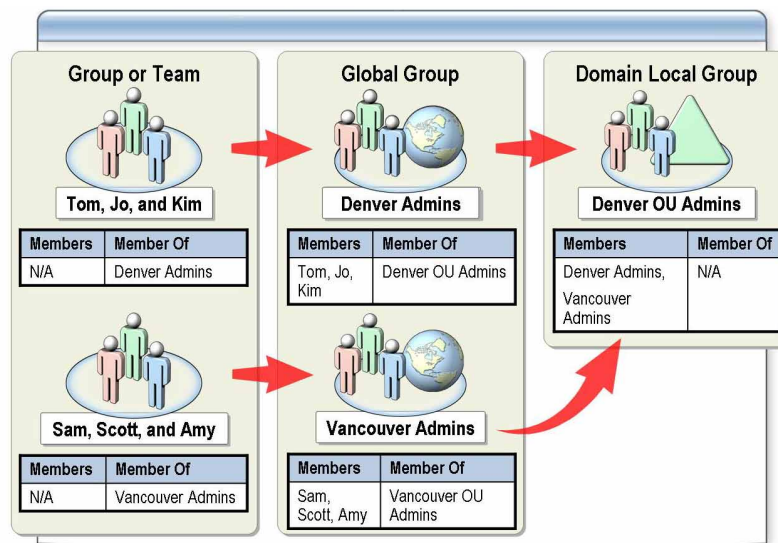 Group or Team
Tom, Jo, and Kim
Members Member Of
N/A Denver Admins
Sam, Scott, and Amy
Members Member Of
N/A Vancouver Admins
Global Group
Denver Admins
Members Member Of
Tom, Jo, Denver OU Admins
Kim
Vancouver Admins
Members Member Of
Sam, Vancouver OU
Scott, Amy Admins
Domain Local Group
Denver OU Admins
Members Member Of
Denver Admins, N/A
Vancouver
Admins